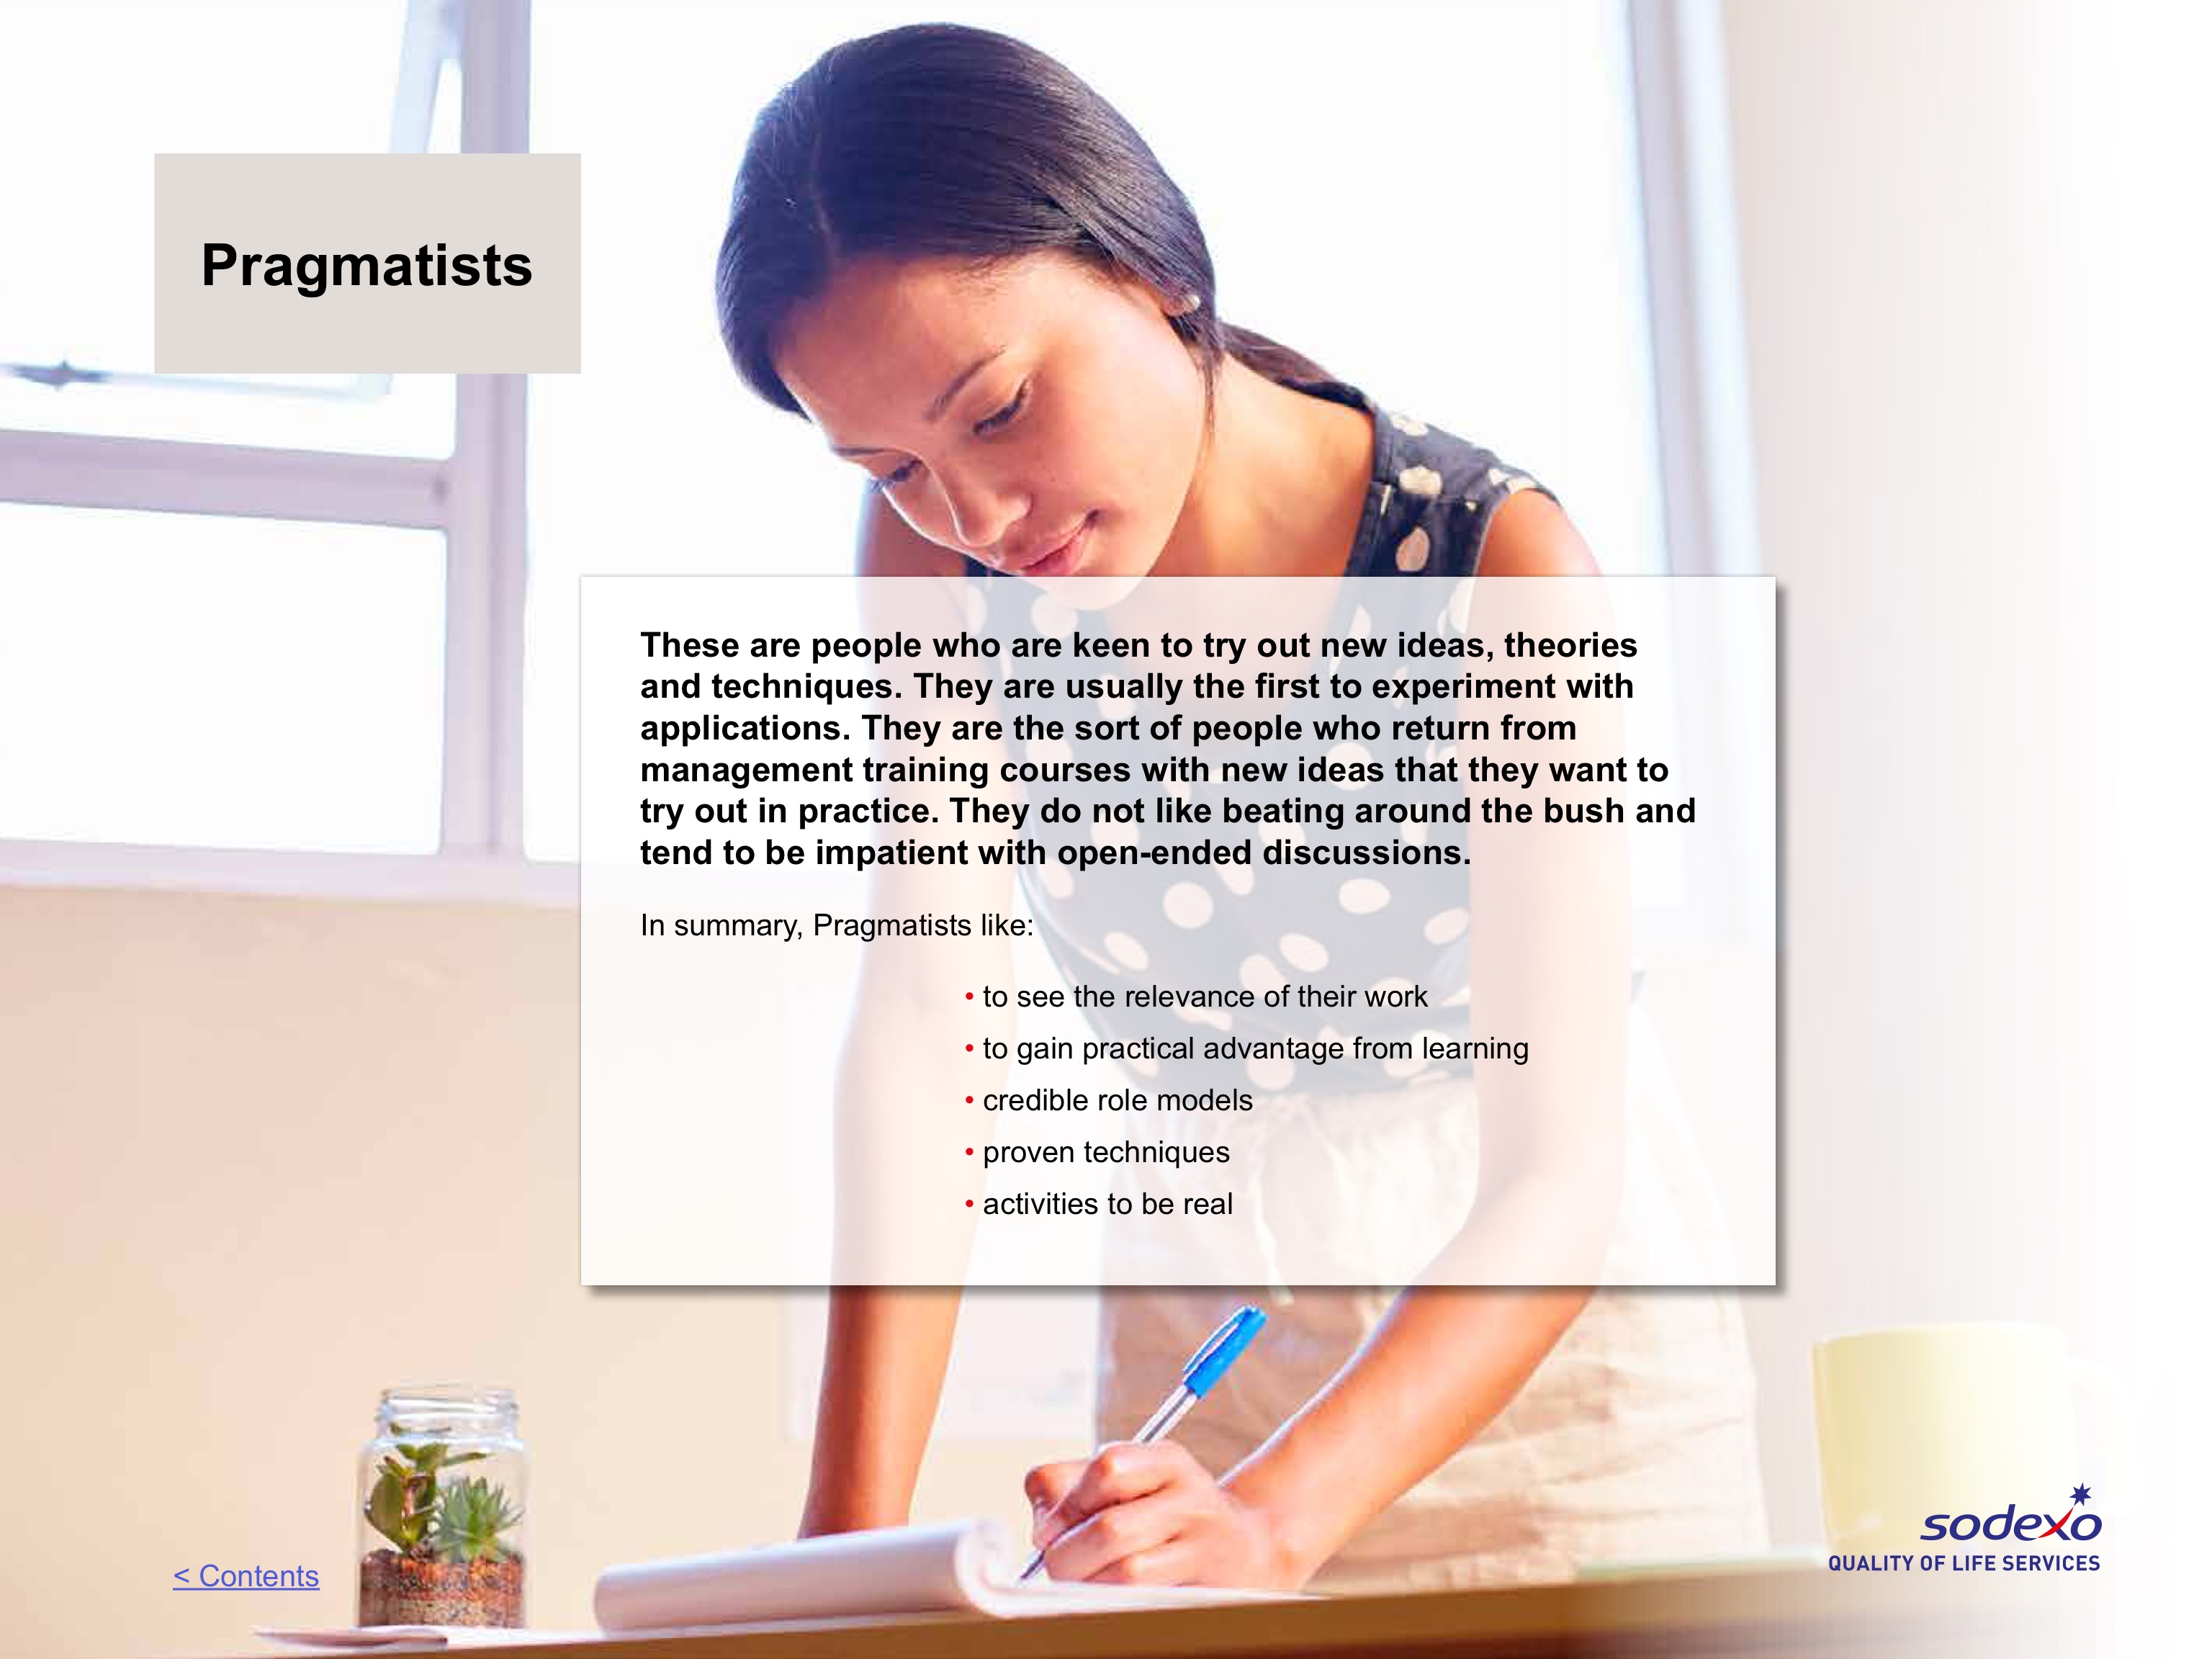 Pragmatists
These are people who are keen to try out new ideas, theories
and techniques. They are usually the first to experiment with
applications. They are the sort of people who return from
management training courses with new ideas that they want to
try out in practice. They do not like beating around the bush and
tend to be impatient with open-ended discussions.
In summary, Pragmatists like:
• to see the relevance of their work
• to gain practical advantage from learning
• credible role models
• proven techniques
• activities to be real
< Contents
sodexo
QUALITY OF LIFE SERVICES